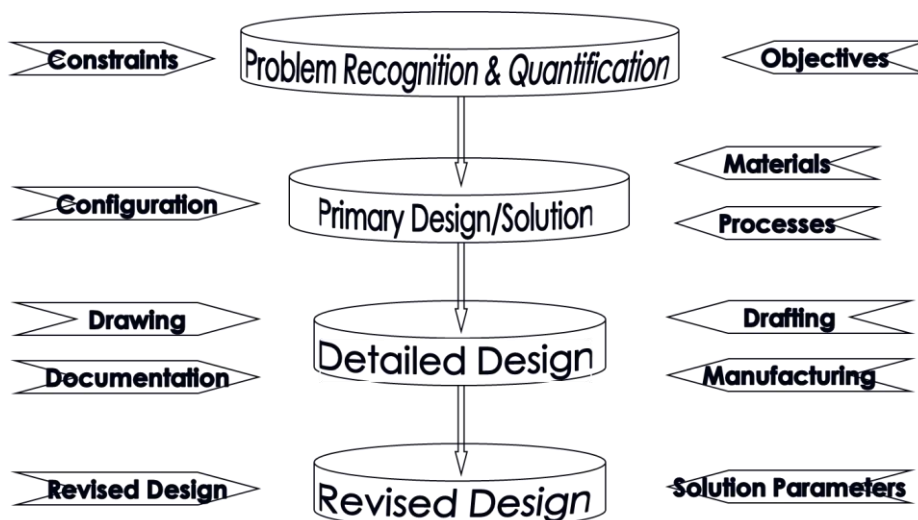 Constraints
Problem Recognition & Quantification
Objectives
Materials
Configuration
Primary Design/Solution
Processes
Drawing
Drafting
Detailed Design
Documentation
Manufacturing
Revised Design
Revised Design
Solution Parameters